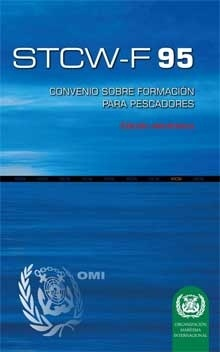 STCW-F 95
CONVENIO SOBRE FORMACIÓN
PARA PESCADORES
OMI
ORGANIZACIÓN
MARÍTIMA
INTERNACIONAL